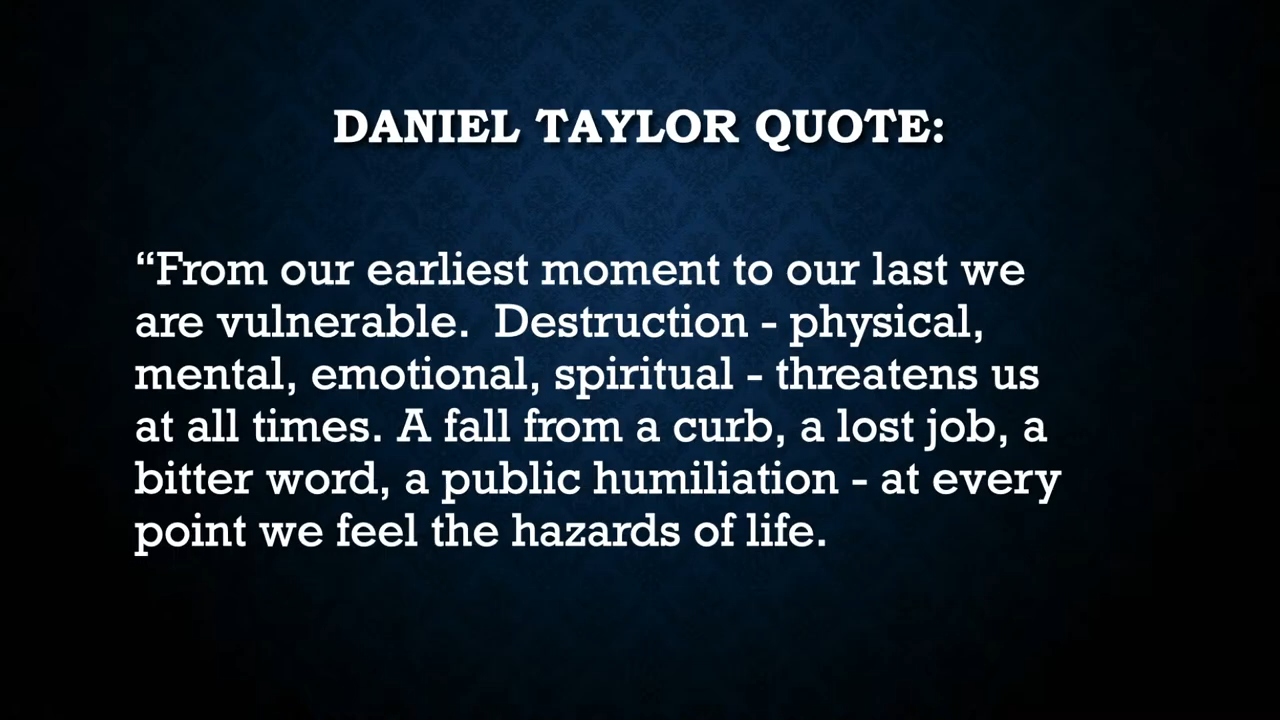 DANIEL TAYLOR QUOTE:
“From our earliest moment to our last we
are vulnerable.  Destruction - physical,
mental, emotional, spiritual - threatens us
at all times. A fall from a curb, a lost job, a
bitter word, a public humiliation - at every
point we feel the hazards of life.